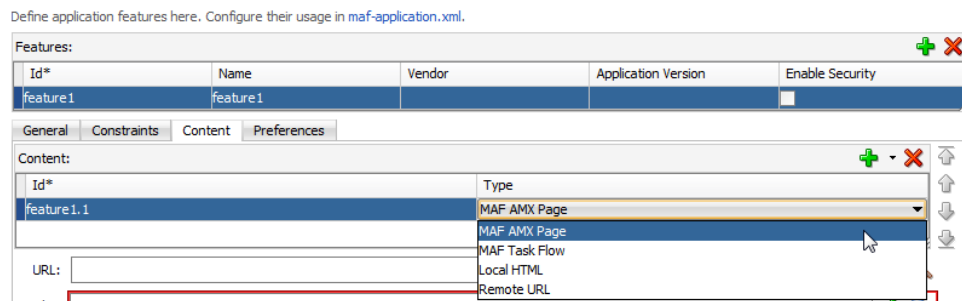 Define application features here. Configure their usage in maf-application.xml.
Features:
Id* Name Vendor Application Version Enable Security
feature1 feature1
General Constraints Content Preferences
Content:
Id* Type
feature1.1 MAF AMX Page
MAF AMX Page
MAF Task Flow
Local HTML
URL:
Remote URL